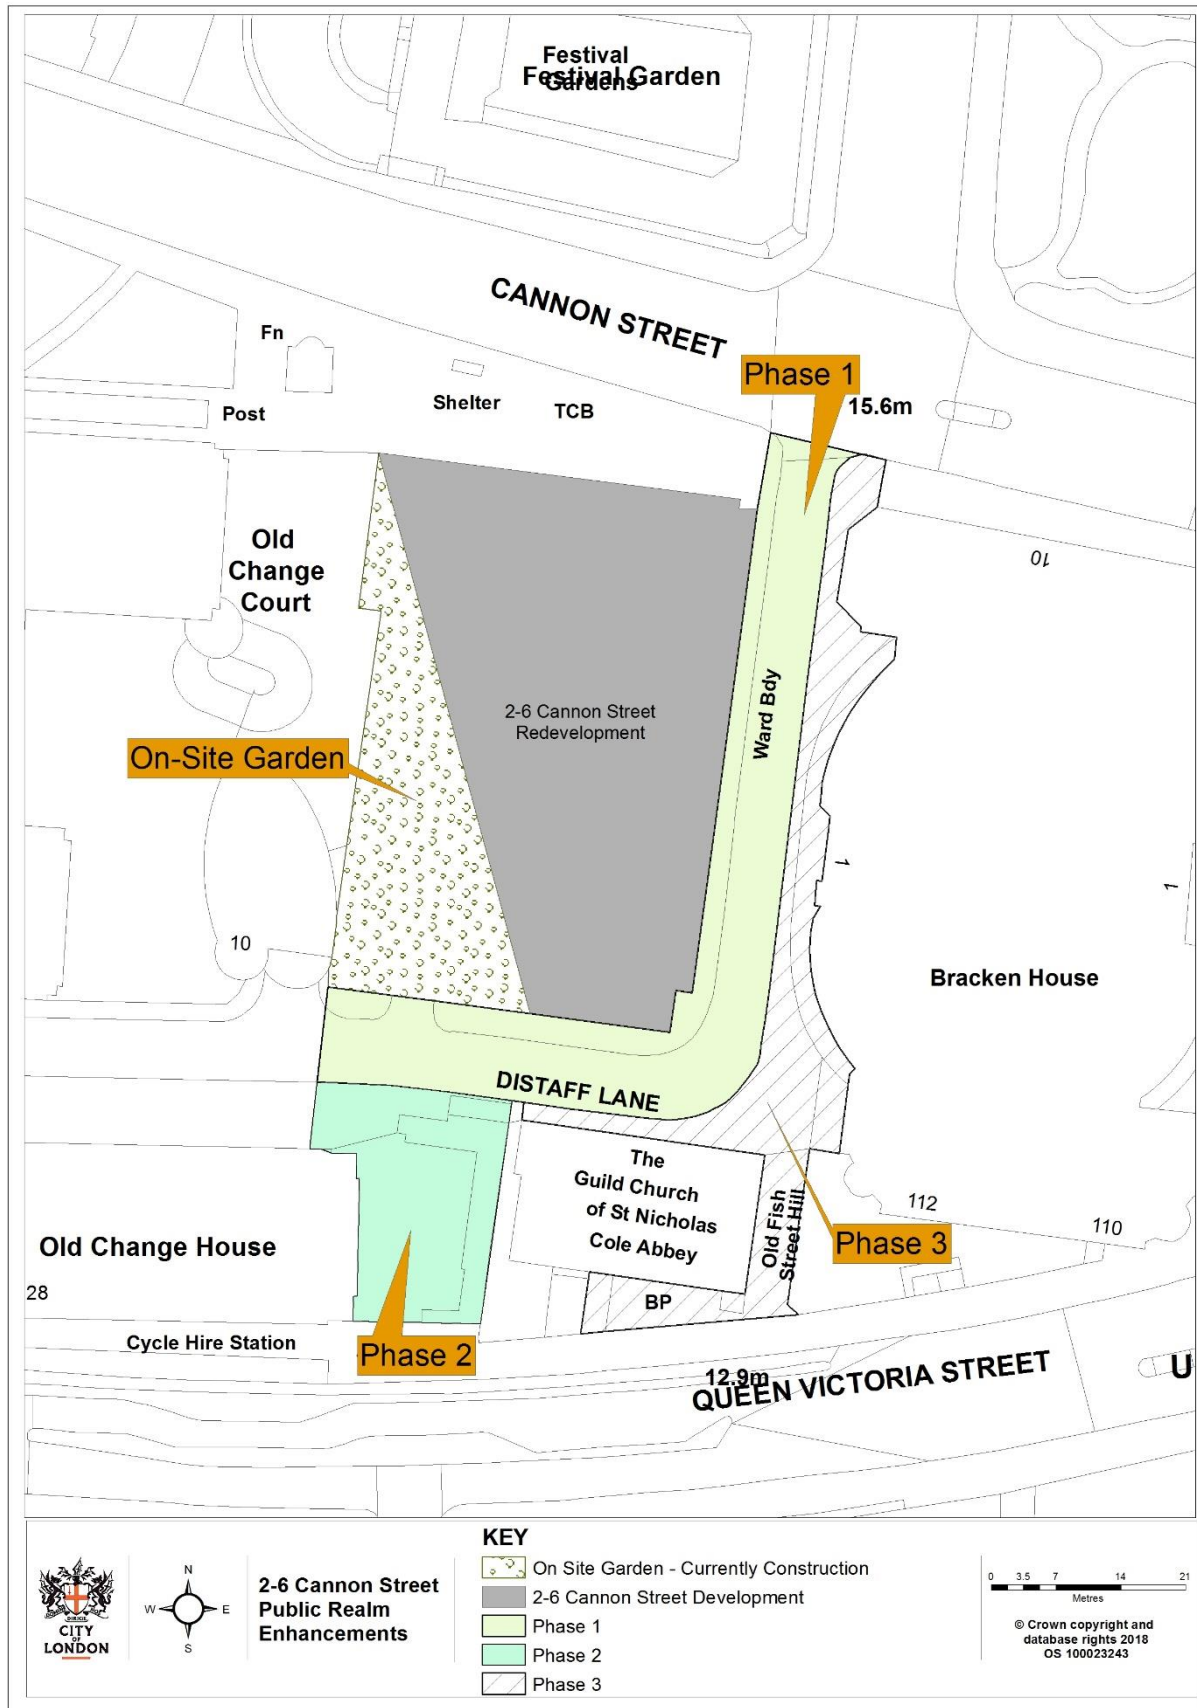 Festival
Gardens
Festival Garden
CANNON STREET
Fn
Phase 1
15.6m
Post
Shelter
TCB
Old
Change
Court
10
2-6 Cannon Street
Redevelopment
Ward Bdy
On-Site Garden
1
1
10
Bracken House
DISTAFF LANE
The
Guild Church
of St Nicholas
Cole Abbey
Old Fish
Street Hill
112
110
Phase 3
Old Change House
28
BP
Cycle Hire Station
Phase 2
12.9m
QUEEN VICTORIA STREET
U
KEY
On Site Garden - Currently Construction
2-6 Cannon Street Development
Phase 1
Phase 2
Phase 3
N
W
E
S
2-6 Cannon Street
Public Realm
Enhancements
CITY
OF
LONDON
0 3.5 7 14 21
Metres
© Crown copyright and
database rights 2018
OS 100023243